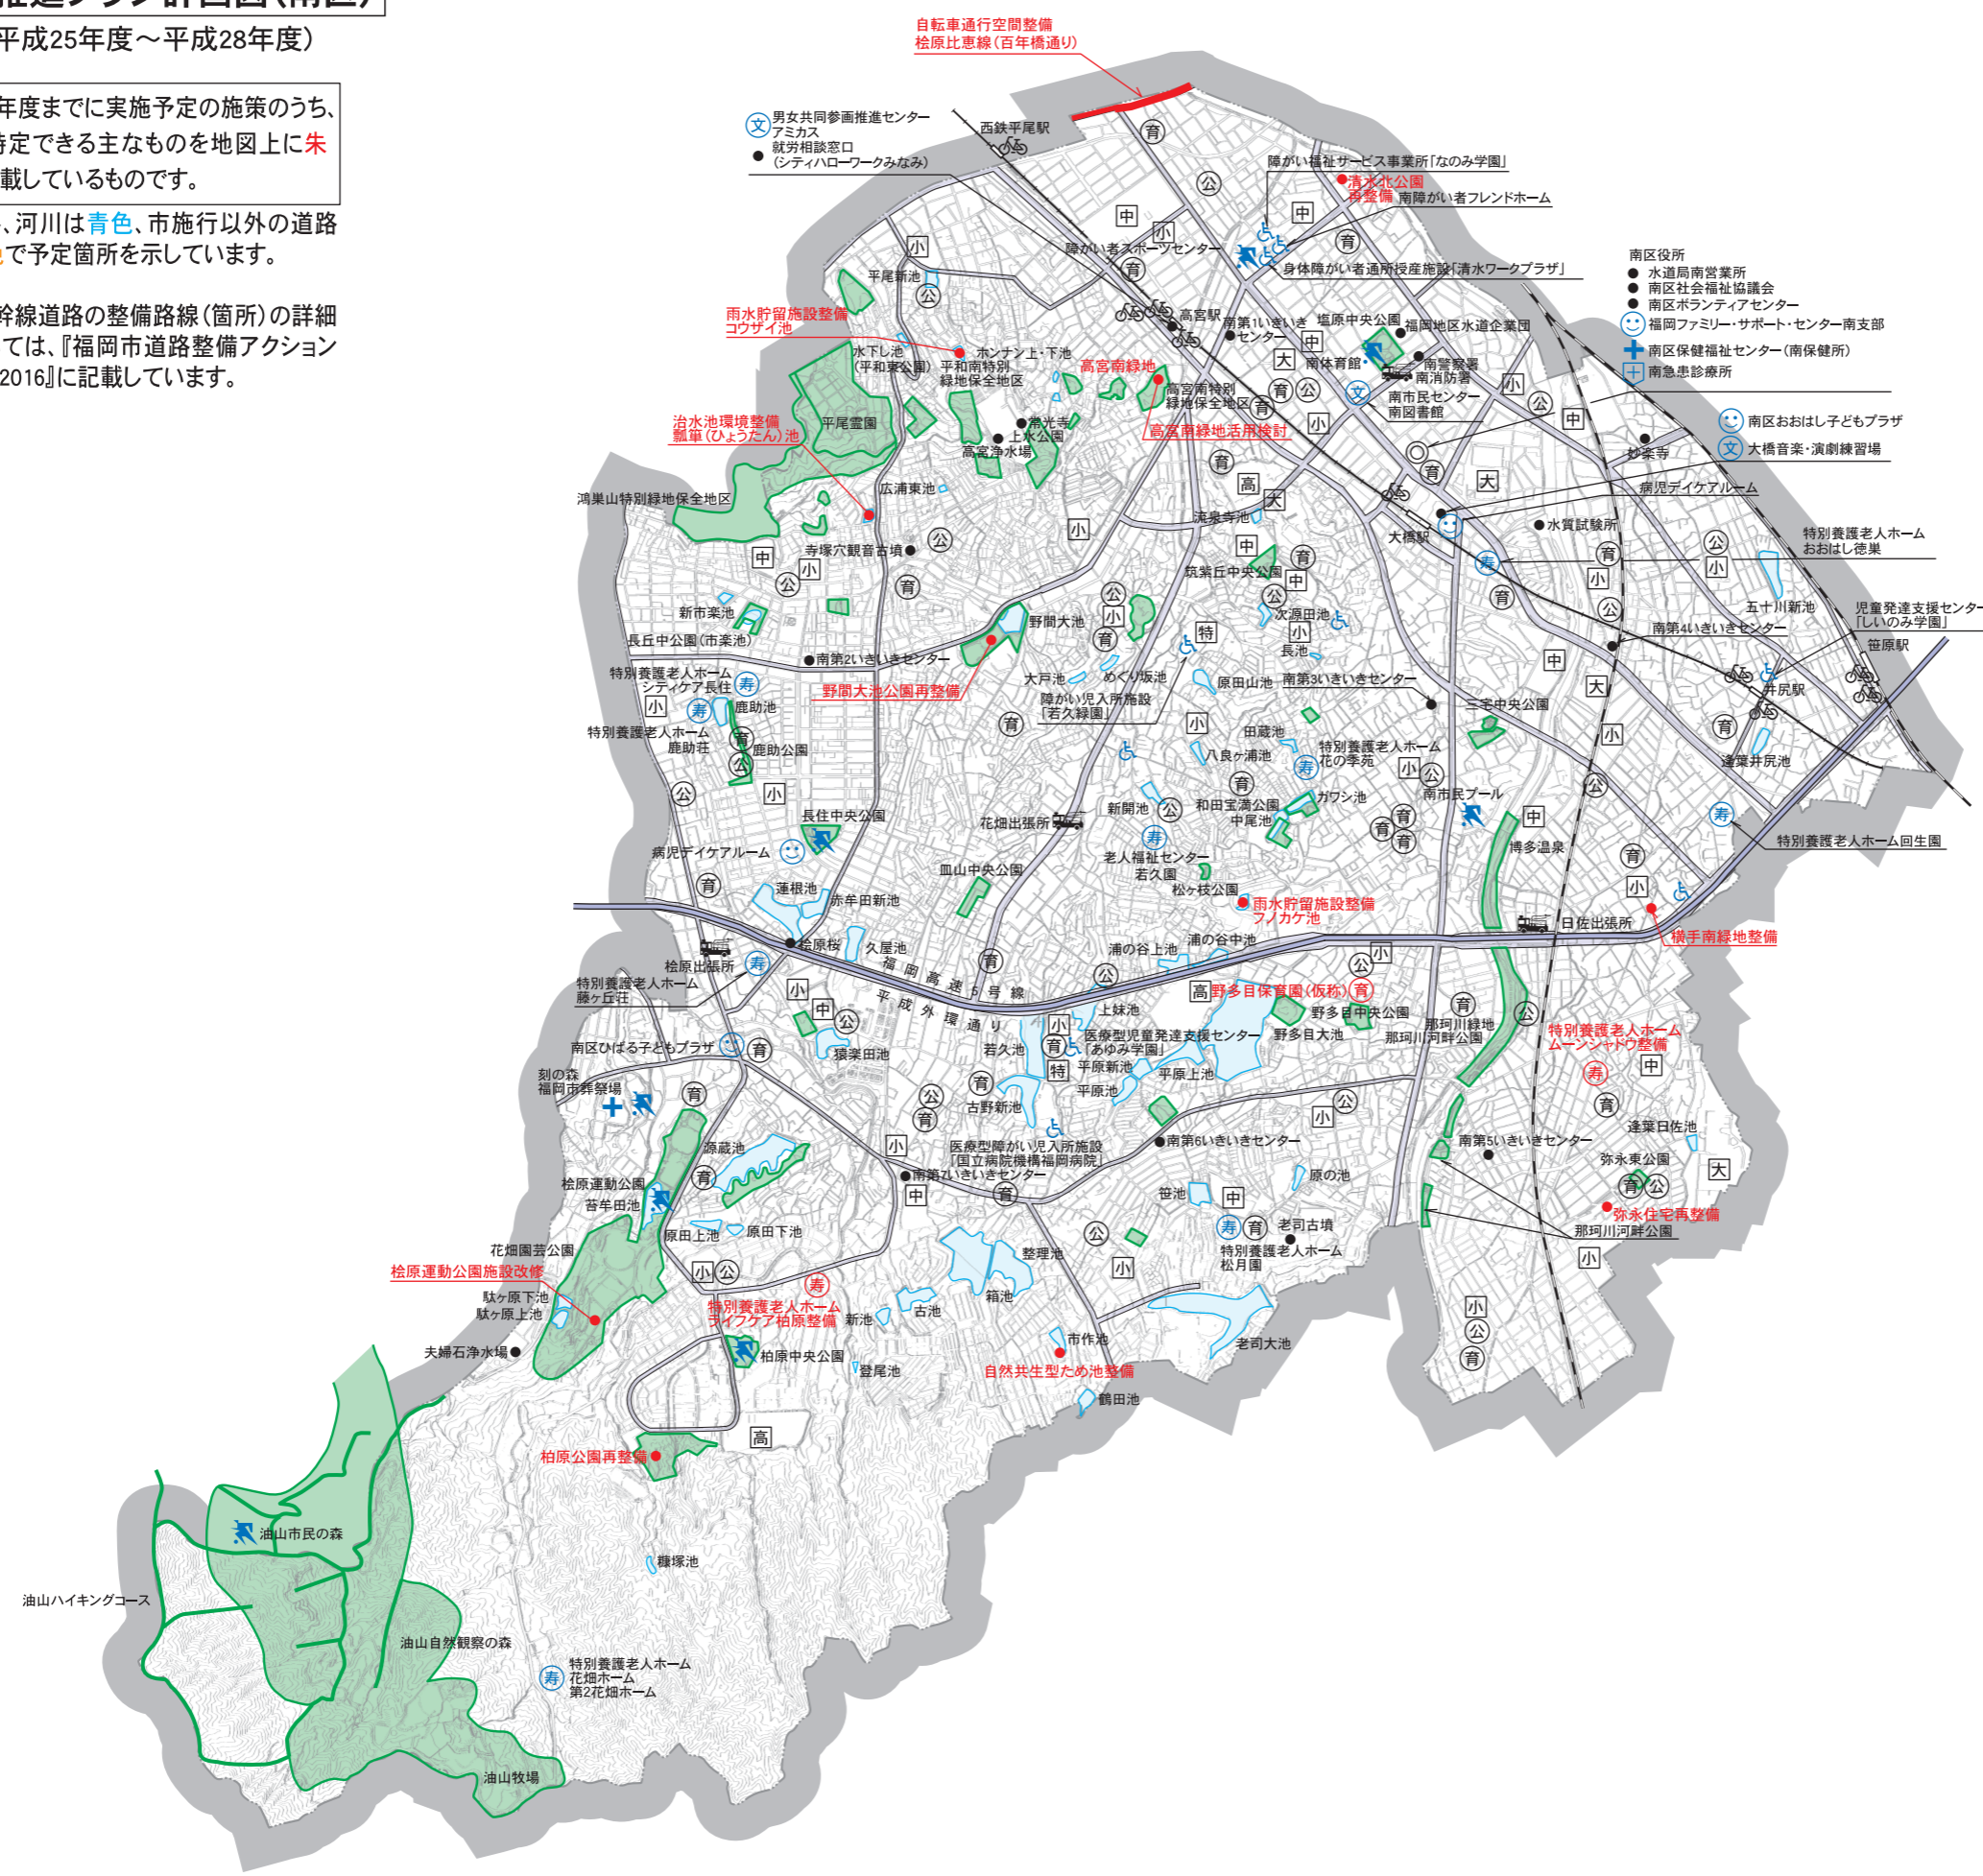 推進プラン計画図(南区)
平成25年度～平成28年度)
年度までに実施予定の施策のうち、
特定できる主なものを地図上に朱
載しているものです。
、河川は青色、市施行以外の道路
で予定箇所を示しています。
幹線道路の整備路線(箇所)の詳細
ては、『福岡市道路整備アクション
2016』に記載しています。
自転車通行空間整備
桧原比恵線(百年橋通り)
男女共同参画推進センター
アミカス
就労相談窓口
(シティハローワークみなみ)
文
西鉄平尾駅
障がい福祉サービス事業所「なのみ学園」
清水北公園
再整備
南障がい者フレンドホーム
障がい者スポーツセンター
身体障がい者通所授産施設「清水ワークプラザ」
南区役所
水道局南営業所
南区社会福祉協議会
南区ボランティアセンター
福岡ファミリー・サポート・センター南支部
南区保健福祉センター(南保健所)
南急患診療所
平尾新池
雨水貯留施設整備
コウザイ池
水下し池
(平和東公園)
ホンナン上・下池
平和南特別
緑地保全地区
高宮駅
南第1いきいき
センター
塩原中央公園
福岡地区水道企業団
南体育館
南警察署
南消防署
高宮南緑地
高宮南特別
緑地保全地区
高宮南緑地活用検討
南市民センター
南図書館
文
南区おおはし子どもプラザ
大橋音楽・演劇練習場
文
病児デイケアルーム
妙楽寺
治水池環境整備
瓢箪(ひょうたん)池
平尾霊園
常光寺
上水公園
高宮浄水場
鴻巣山特別緑地保全地区
広浦東池
流泉寺池
大橋駅
水質試験所
特別養護老人ホーム
おおはし徳巣
寺塚穴観音古墳
筑紫丘中央公園
新市楽池
長丘中公園(市楽池)
野間大池
次源田池
長池
五十川新池
児童発達支援センター
「しいのみ学園」
南第4いきいきセンター
笹原駅
井尻駅
南第2いきいきセンター
特別養護老人ホーム
シティケア長住
野間大池公園再整備
大戸池
めぐり坂池
障がい児入所施設
「若久緑園」
原田山池
南第3いきいきセンター
三宅中央公園
鹿助池
特別養護老人ホーム
鹿助荘
鹿助公園
田蔵池
八良ヶ浦池
特別養護老人ホーム
花の季苑
逢葉井尻池
新開池
和田宝満公園
中尾池
ガワシ池
南市民プール
長住中央公園
花畑出張所
病児デイケアルーム
老人福祉センター
若久園
松ヶ枝公園
博多温泉
特別養護老人ホーム回生園
皿山中央公園
蓮根池
赤牟田新池
雨水貯留施設整備
フノカケ池
日佐出張所
横手南緑地整備
桧原桜
久屋池
桧原出張所
浦の谷上池
浦の谷中池
福岡高速5号線
平成外環通り
特別養護老人ホーム
藤ヶ丘荘
野多目保育園(仮称)
上妹池
野多目中央公園
野多目大池
那珂川緑地
那珂川河畔公園
特別養護老人ホーム
ムーンシャドウ整備
南区ひばる子どもプラザ
猿楽田池
若久池
医療型児童発達支援センター
「あゆみ学園」
平原新池
平原上池
平原池
刻の森
福岡市葬祭場
古野新池
源蔵池
医療型障がい児入所施設
「国立病院機構福岡病院」
南第7いきいきセンター
南第6いきいきセンター
南第5いきいきセンター
逢葉日佐池
弥永東公園
弥永住宅再整備
那珂川河畔公園
桧原運動公園
苔牟田池
原田上池
原田下池
笹池
原の池
老司古墳
特別養護老人ホーム
松月園
花畑園芸公園
桧原運動公園施設改修
駄ヶ原下池
駄ヶ原上池
整理池
箱池
特別養護老人ホーム
ライフケア柏原整備
新池
古池
老司大池
夫婦石浄水場
柏原中央公園
登尾池
市作池
自然共生型ため池整備
鶴田池
柏原公園再整備
高
油山市民の森
糠塚池
油山ハイキングコース
油山自然観察の森
寿
特別養護老人ホーム
花畑ホーム
第2花畑ホーム
油山牧場